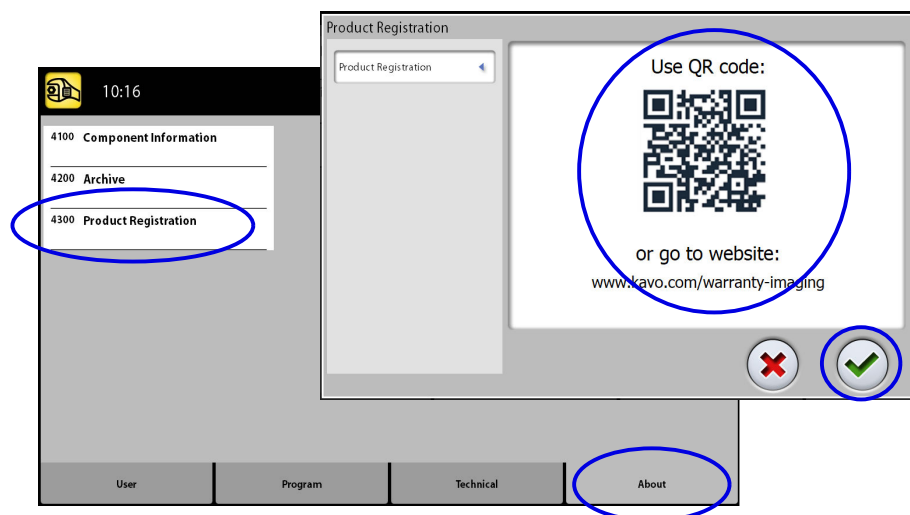 10:16
4100 Component Information
4200 Archive
4300 Product Registration
User Program Technical About
Product Registration
Product Registration
Use QR code:
or go to website:
www.kavo.com/warranty-imaging